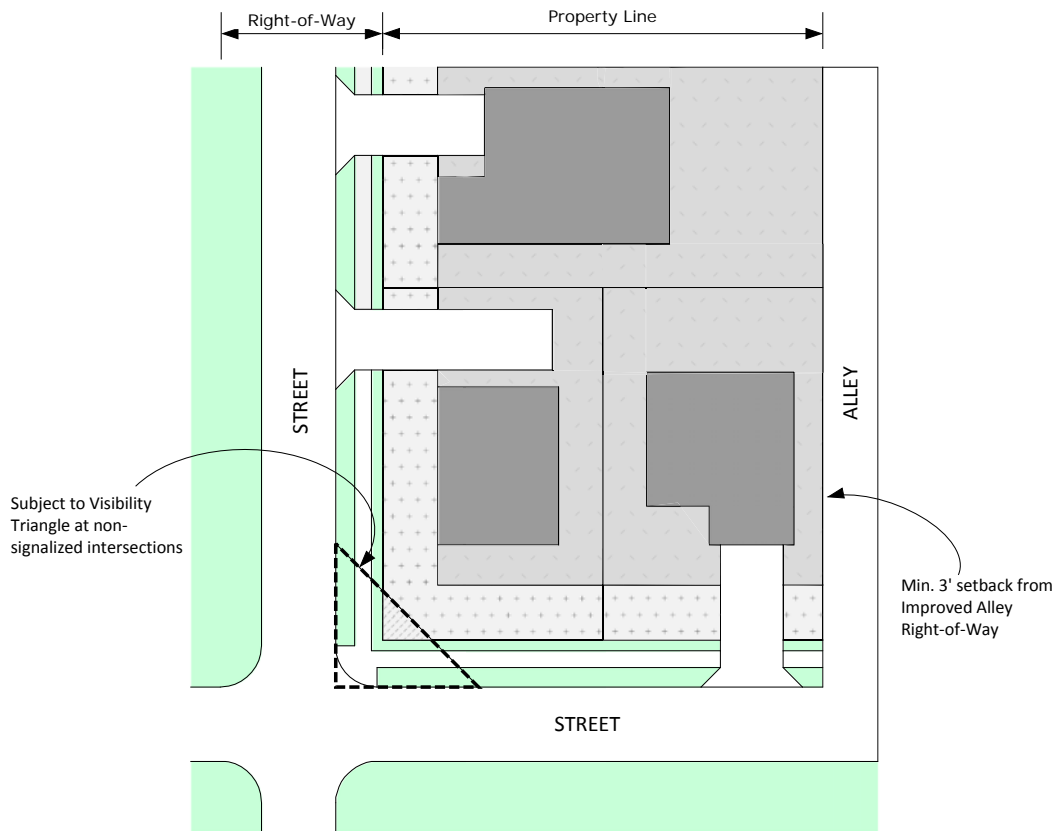 Right-of-Way
Property Line
STREET
ALLEY
Subject to Visibility
Triangle at non-
signalized intersections
Min. 3' setback from
Improved Alley
Right-of-Way
STREET